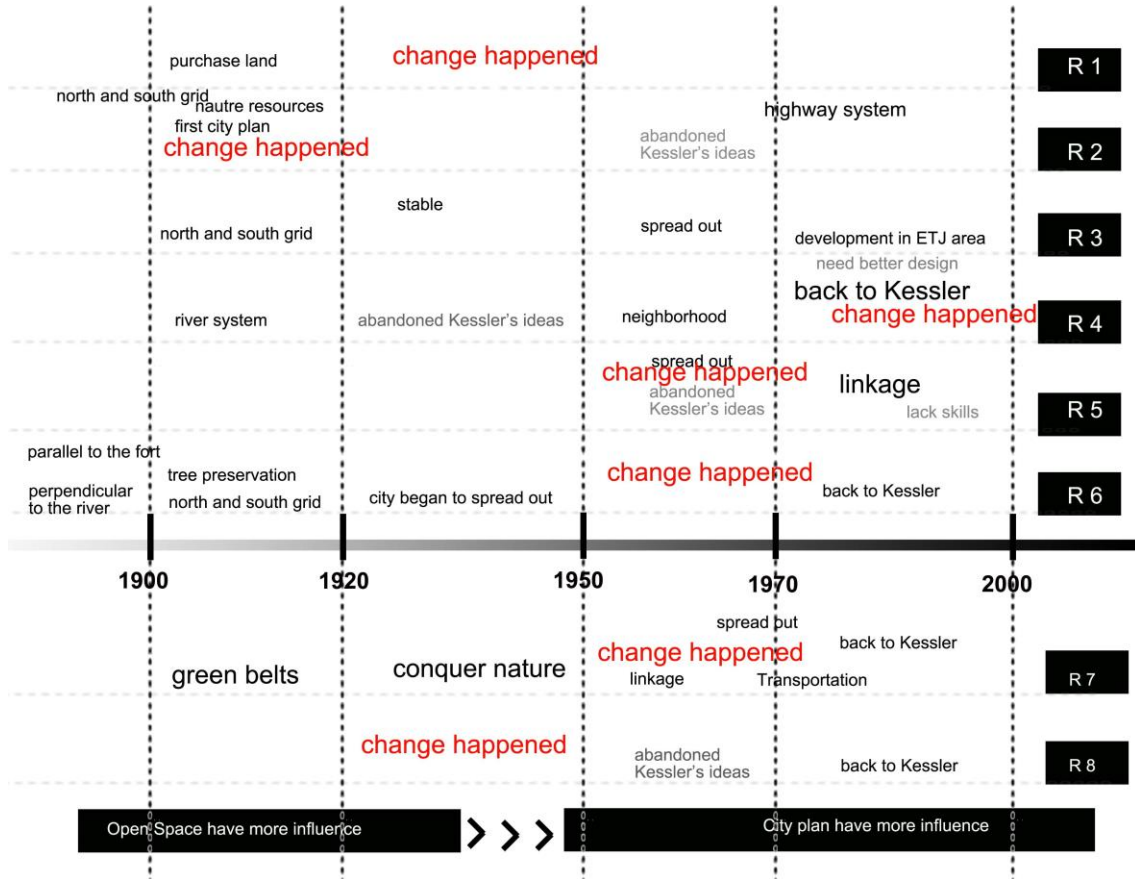 purchase land
change happened
R 1
north and south grid
nautre resources
first city plan
change happened
highway system
abandoned
Kessler's ideas
R 2
stable
north and south grid
spread out
development in ETJ area
R 3
need better design
back to Kessler
river system
abandoned Kessler's ideas
neighborhood
change happened
R 4
spread out
change happened
abandoned
Kessler's ideas
linkage
lack skills
R 5
parallel to the fort
perpendicular
to the river
tree preservation
north and south grid
city began to spread out
change happened
back to Kessler
R 6
1900
1920
1950
1970
2000
spread out
green belts
conquer nature
change happened
back to Kessler
linkage
Transportation
R 7
change happened
abandoned
Kessler's ideas
back to Kessler
R 8
Open Space have more influence
City plan have more influence